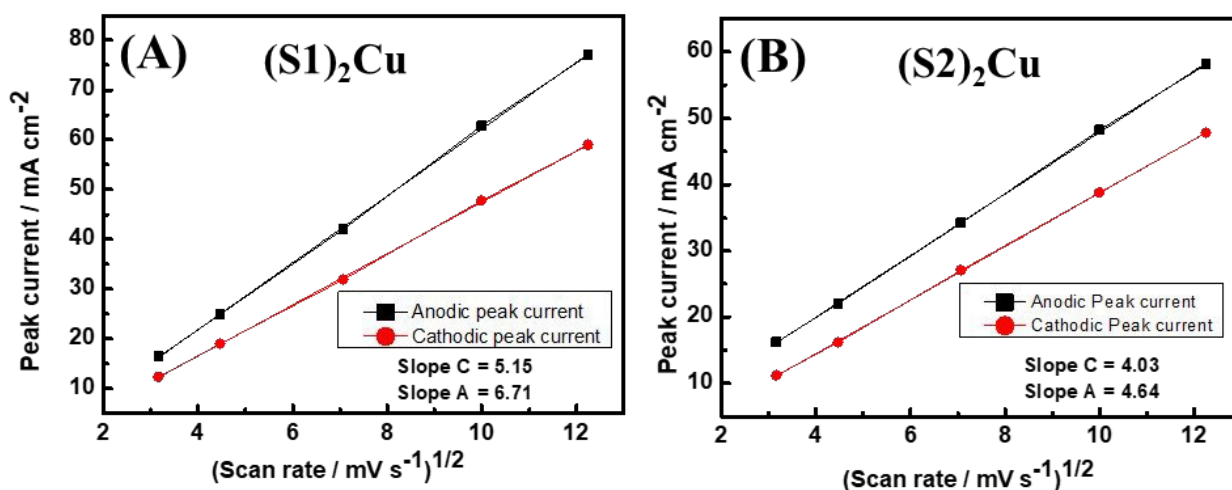 (A)
(S1)₂Cu
Peak current / mA cm⁻²
80
70
60
50
40
30
20
10
Anodic peak current
Cathodic peak current
Slope C = 5.15
Slope A = 6.71
2 4 6 8 10 12
(Scan rate / mV s⁻¹)¹/²
(B)
(S2)₂Cu
Peak current / mA cm⁻²
60
50
40
30
20
10
Anodic Peak current
Cathodic Peak current
Slope C = 4.03
Slope A = 4.64
2 4 6 8 10 12
(Scan rate / mV s⁻¹)¹/²